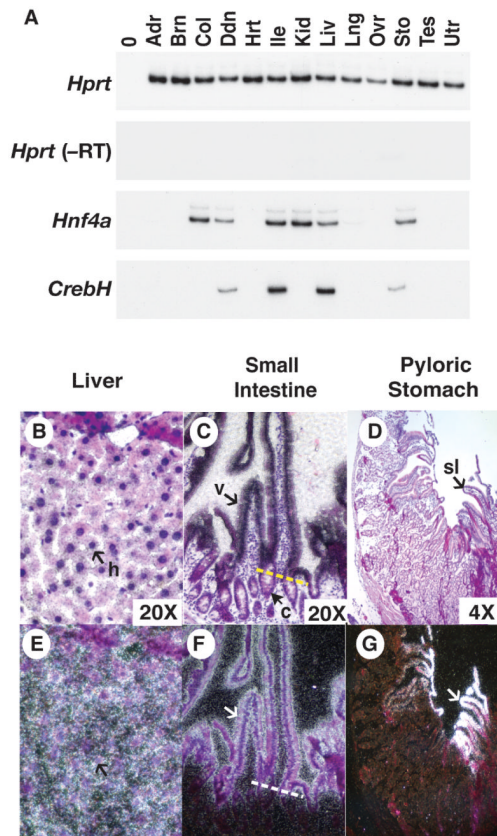 A
0 Adr Brn Col Ddn Hrt Ile Kid Liv Lng Ovr Sto Tes Utr
Hprt
Hprt (–RT)
Hnf4a
CrebH
Liver
Small
Intestine
Pyloric
Stomach
B
h
20X
C
v
c
20X
D
sl
4X
E
F
G